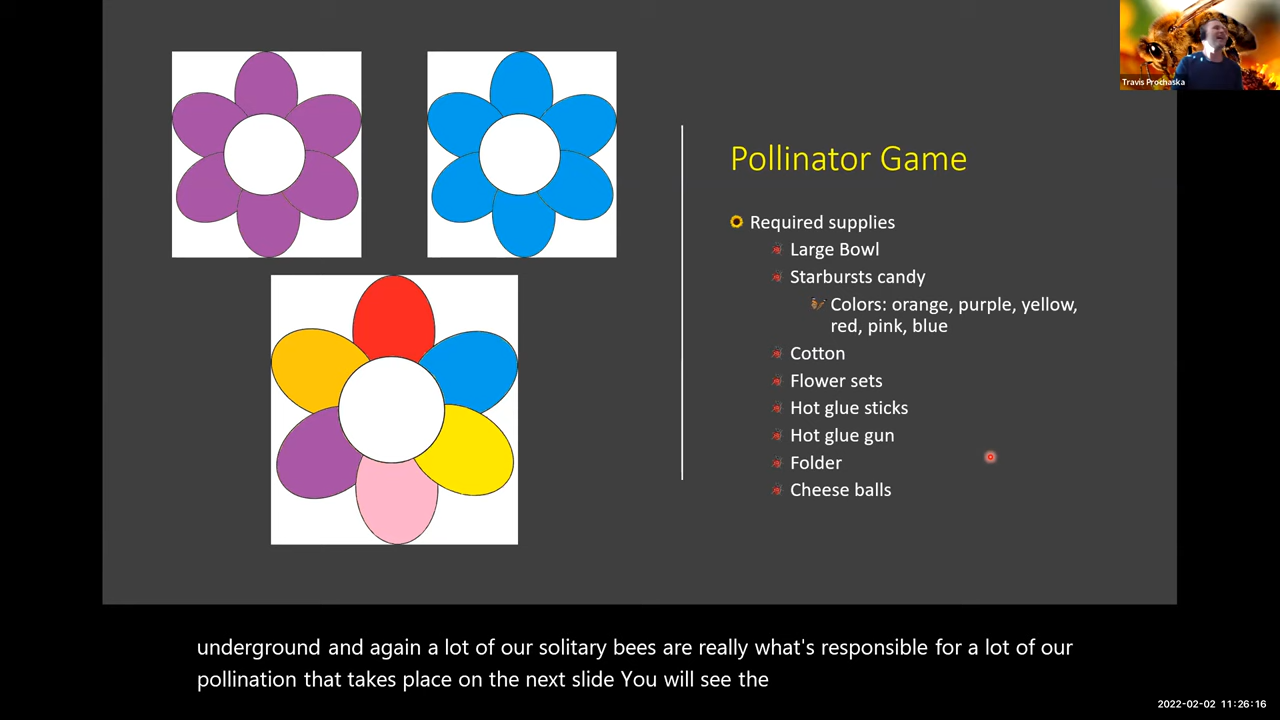 Travis Prochaska
Pollinator Game
Required supplies
Large Bowl
Starbursts candy
Colors: orange, purple, yellow,
red, pink, blue
Cotton
Flower sets
Hot glue sticks
Hot glue gun
Folder
Cheese balls
underground and again a lot of our solitary bees are really what's responsible for a lot of our
pollination that takes place on the next slide You will see the
2022-02-02 11:26:16